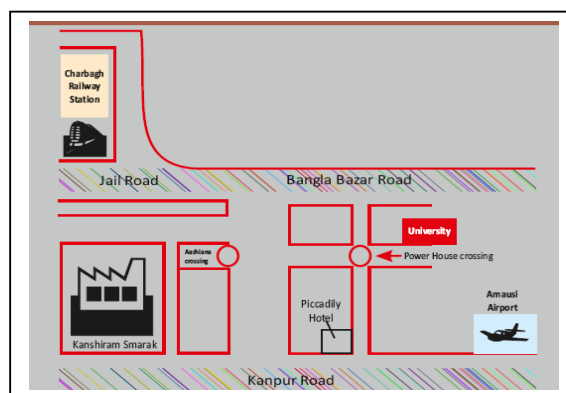 Charbagh
Railway
Station
Jail Road
Bangla Bazar Road
University
Aashiana
crossing
Power House crossing
Amausi
Airport
Piccadily
Hotel
Kanshiram Smarak
Kanpur Road